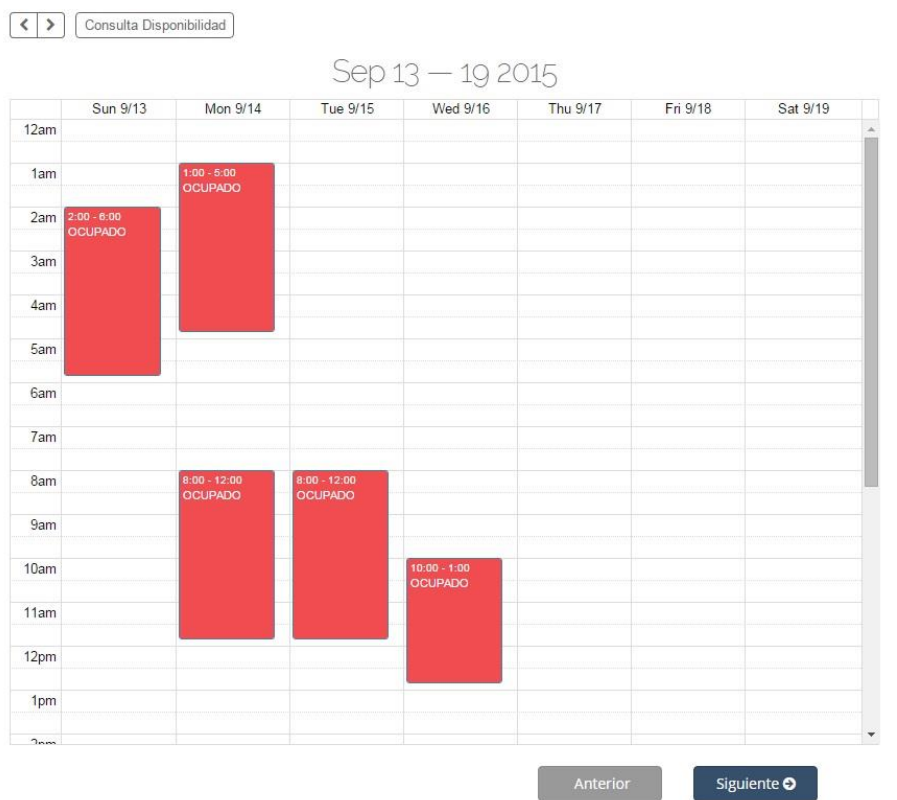 Consulta Disponibilidad
Sep 13 — 19 2015
Sun 9/13 Mon 9/14 Tue 9/15 Wed 9/16 Thu 9/17 Fri 9/18 Sat 9/19
12am
1am
1:00 - 5:00
OCUPADO
2am
2:00 - 6:00
OCUPADO
3am
4am
5am
6am
7am
8am
8:00 - 12:00
OCUPADO
8:00 - 12:00
OCUPADO
9am
10am
10:00 - 1:00
OCUPADO
11am
12pm
1pm
2pm
Anterior
Siguiente